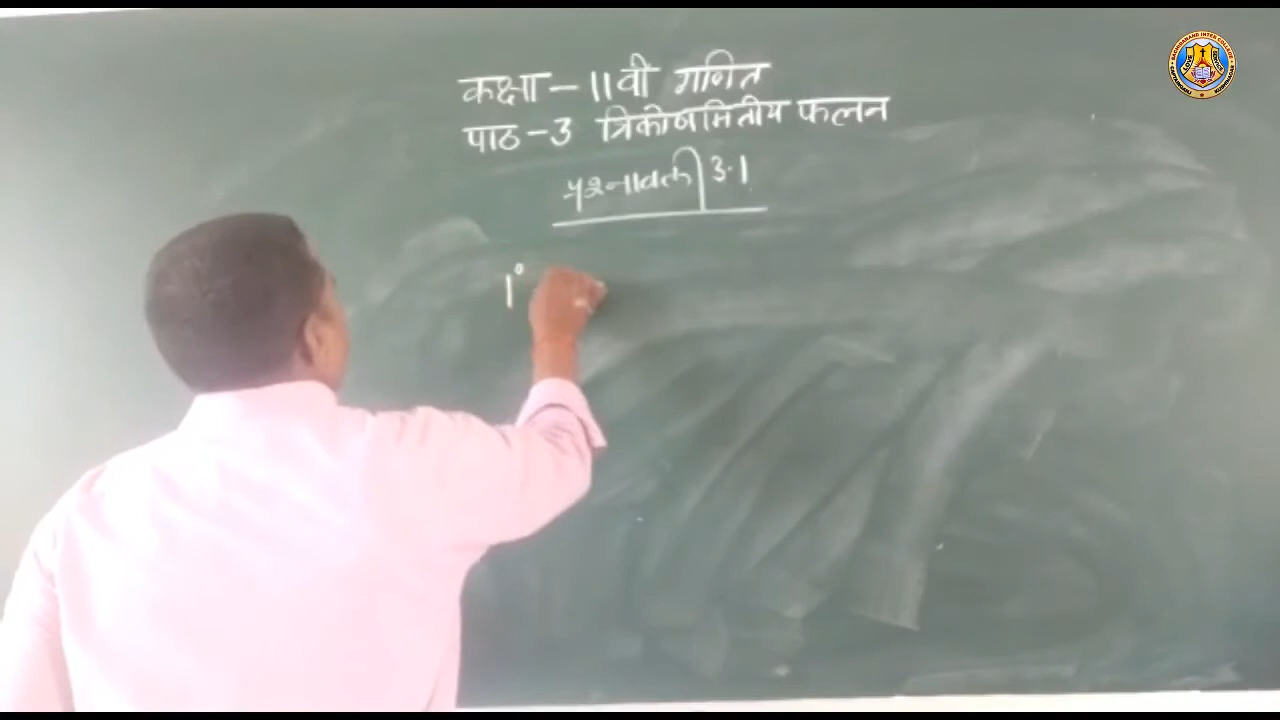 कक्षा - 11वी गणित
पाठ - 3 त्रिकोणमितीय फलन
प्रश्नावली 3.1
1°